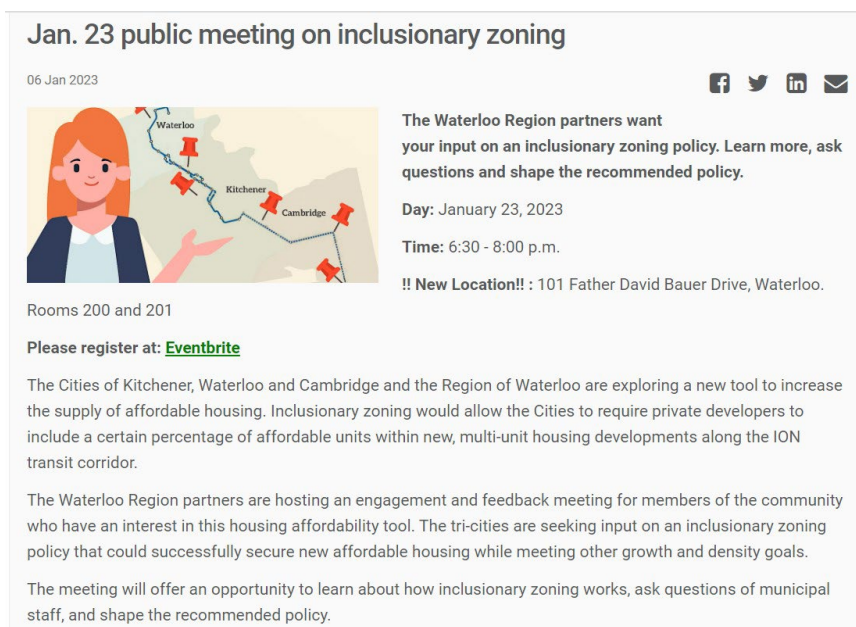 Jan. 23 public meeting on inclusionary zoning
06 Jan 2023
Waterloo
Kitchener
Cambridge
The Waterloo Region partners want
your input on an inclusionary zoning policy. Learn more, ask
questions and shape the recommended policy.
Day: January 23, 2023
Time: 6:30 - 8:00 p.m.
!! New Location!! : 101 Father David Bauer Drive, Waterloo.
Rooms 200 and 201
Please register at: Eventbrite
The Cities of Kitchener, Waterloo and Cambridge and the Region of Waterloo are exploring a new tool to increase
the supply of affordable housing. Inclusionary zoning would allow the Cities to require private developers to
include a certain percentage of affordable units within new, multi-unit housing developments along the ION
transit corridor.
The Waterloo Region partners are hosting an engagement and feedback meeting for members of the community
who have an interest in this housing affordability tool. The tri-cities are seeking input on an inclusionary zoning
policy that could successfully secure new affordable housing while meeting other growth and density goals.
The meeting will offer an opportunity to learn about how inclusionary zoning works, ask questions of municipal
staff, and shape the recommended policy.